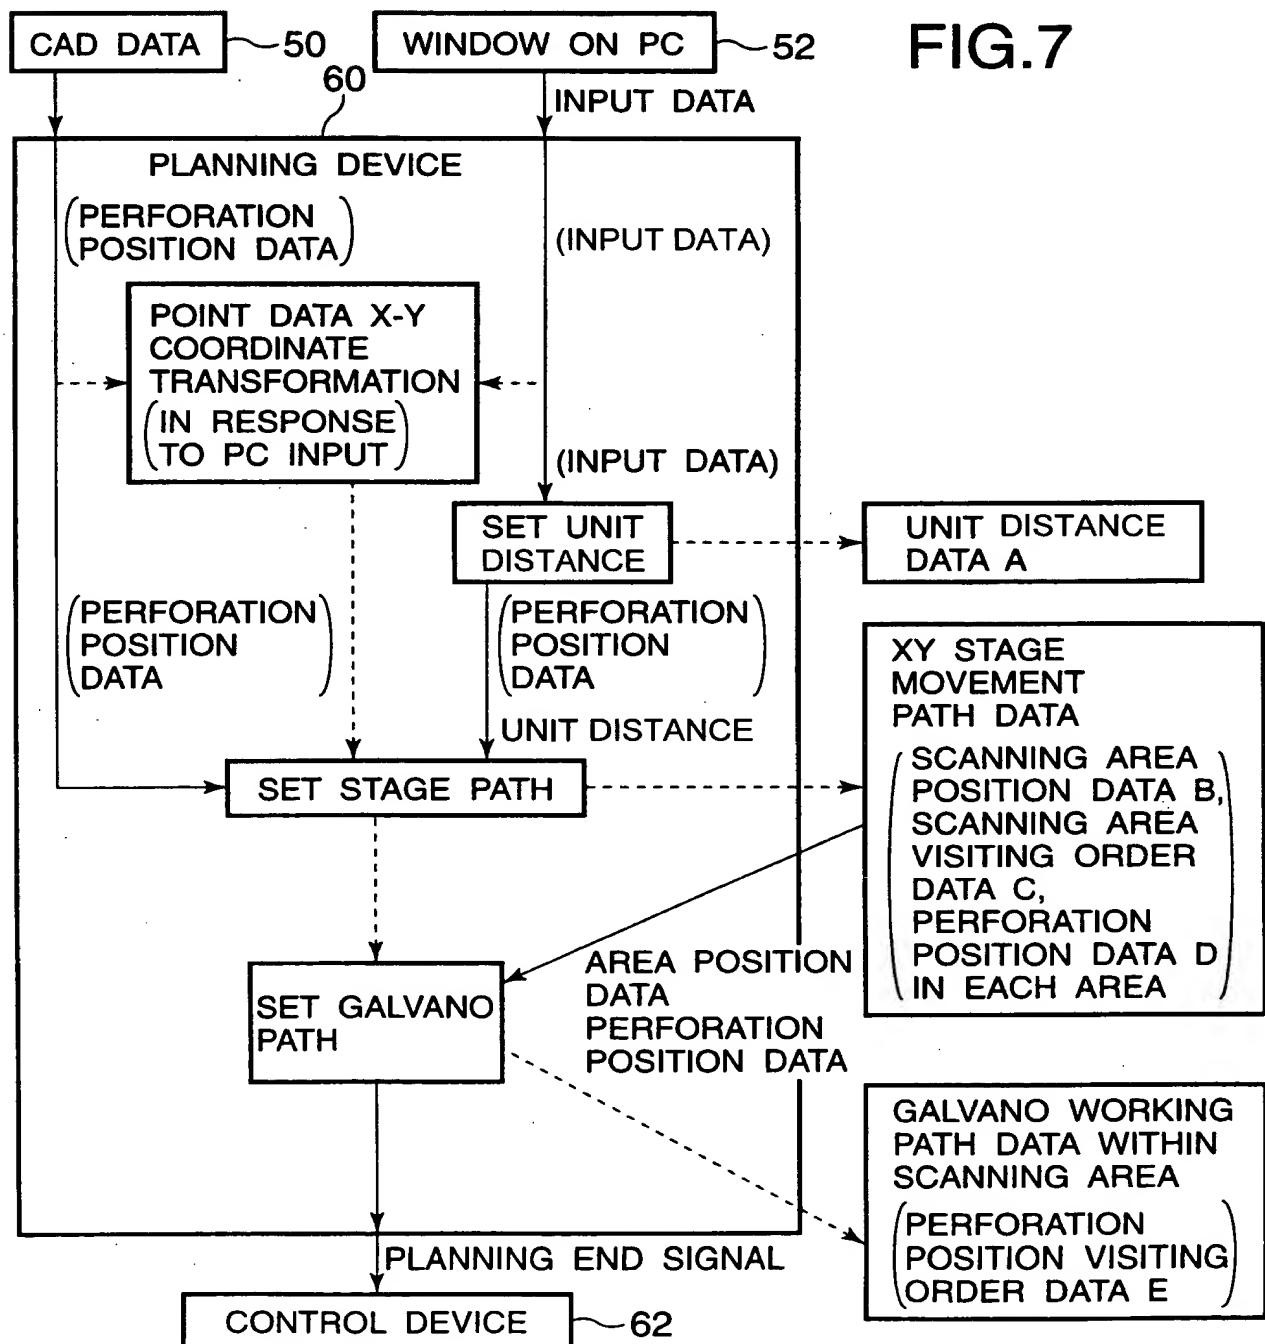 FIG.7
CAD DATA
50
WINDOW ON PC
52
60
INPUT DATA
PLANNING DEVICE
(PERFORATION
POSITION DATA)
(INPUT DATA)
POINT DATA X-Y
COORDINATE
TRANSFORMATION
(IN RESPONSE
TO PC INPUT)
(INPUT DATA)
SET UNIT
DISTANCE
UNIT DISTANCE
DATA A
(PERFORATION
POSITION
DATA)
(PERFORATION
POSITION
DATA)
UNIT DISTANCE
XY STAGE
MOVEMENT
PATH DATA
(SCANNING AREA
POSITION DATA B,
SCANNING AREA
VISITING ORDER
DATA C,
PERFORATION
POSITION DATA D
IN EACH AREA)
SET STAGE PATH
SET GALVANO
PATH
AREA POSITION
DATA
PERFORATION
POSITION DATA
GALVANO WORKING
PATH DATA WITHIN
SCANNING AREA
(PERFORATION
POSITION VISITING
ORDER DATA E)
PLANNING END SIGNAL
CONTROL DEVICE
62